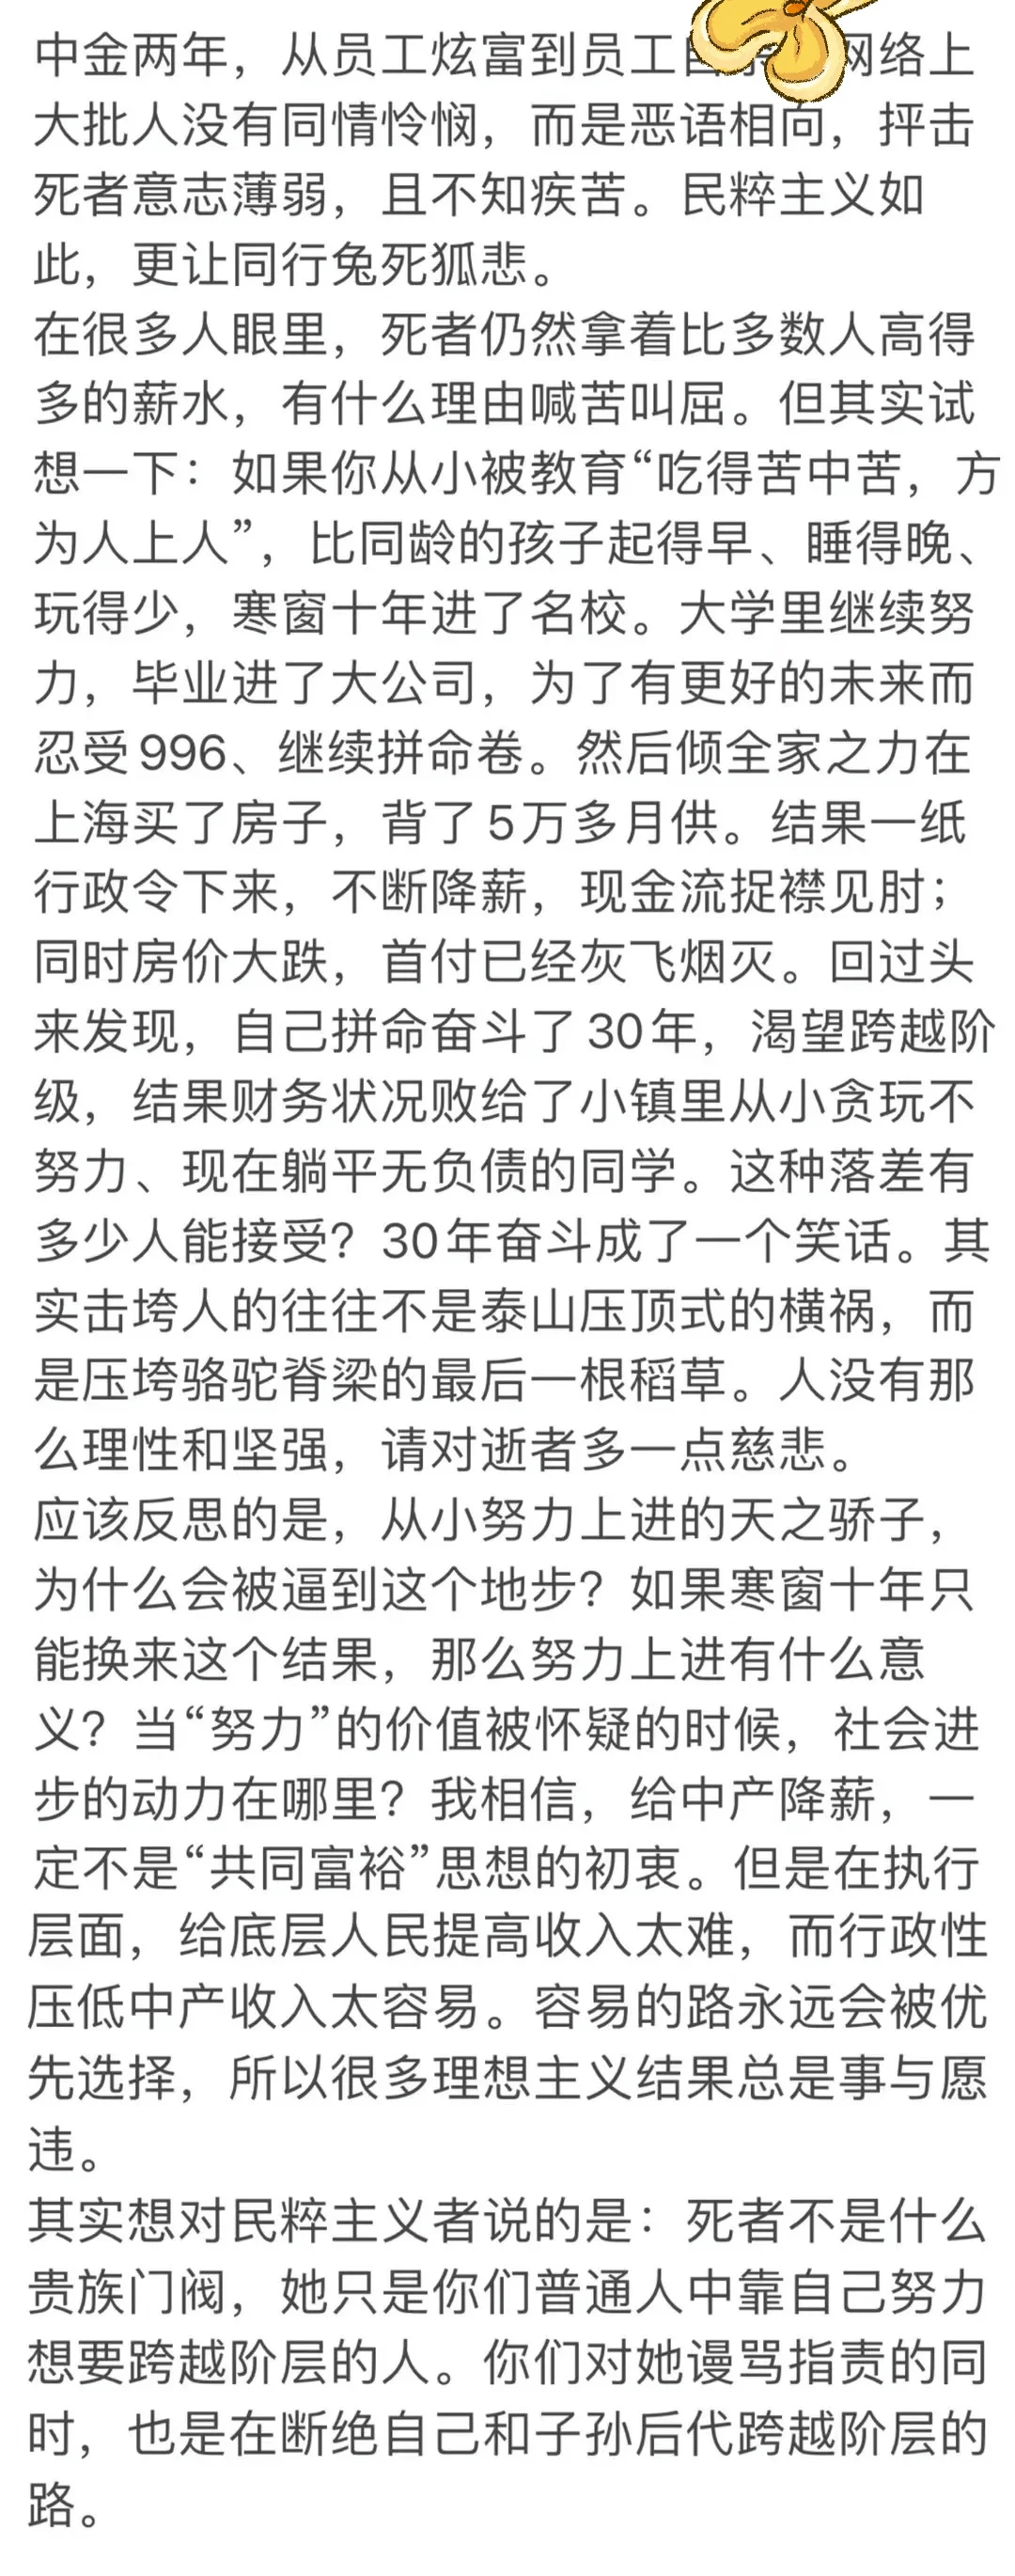 中金两年，从员工炫富到员工 网络上
大批人没有同情怜悯，而是恶语相向，抨击
死者意志薄弱，且不知疾苦。民粹主义如
此，更让同行兔死狐悲。
在很多人眼里，死者仍然拿着比多数人高得
多的薪水，有什么理由喊苦叫屈。但其实试
想一下：如果你从小被教育“吃得苦中苦，方
为人上人”，比同龄的孩子起得早、睡得晚、
玩得少，寒窗十年进了名校。大学里继续努
力，毕业进了大公司，为了有更好的未来而
忍受996、继续拼命卷。然后倾全家之力在
上海买了房子，背了5万多月供。结果一纸
行政令下来，不断降薪，现金流捉襟见肘；
同时房价大跌，首付已经灰飞烟灭。回过头
来发现，自己拼命奋斗了30年，渴望跨越阶
级，结果财务状况败给了小镇里从小贪玩不
努力、现在躺平无负债的同学。这种落差有
多少人能接受？30年奋斗成了一个笑话。其
实击垮人的往往不是泰山压顶式的横祸，而
是压垮骆驼脊梁的最后一根稻草。人没有那
么理性和坚强，请对逝者多一点慈悲。
应该反思的是，从小努力上进的天之骄子，
为什么会被逼到这个地步？如果寒窗十年只
能换来这个结果，那么努力上进有什么意
义？当“努力”的价值被怀疑的时候，社会进
步的动力在哪里？我相信，给中产降薪，一
定不是“共同富裕”思想的初衷。但是在执行
层面，给底层人民提高收入太难，而行政性
压低中产收入太容易。容易的路永远会被优
先选择，所以很多理想主义结果总是事与愿
违。
其实想对民粹主义者说的是：死者不是什么
贵族门阀，她只是你们普通人中靠自己努力
想要跨越阶层的人。你们对她谩骂指责的同
时，也是在断绝自己和子孙后代跨越阶层的
路。